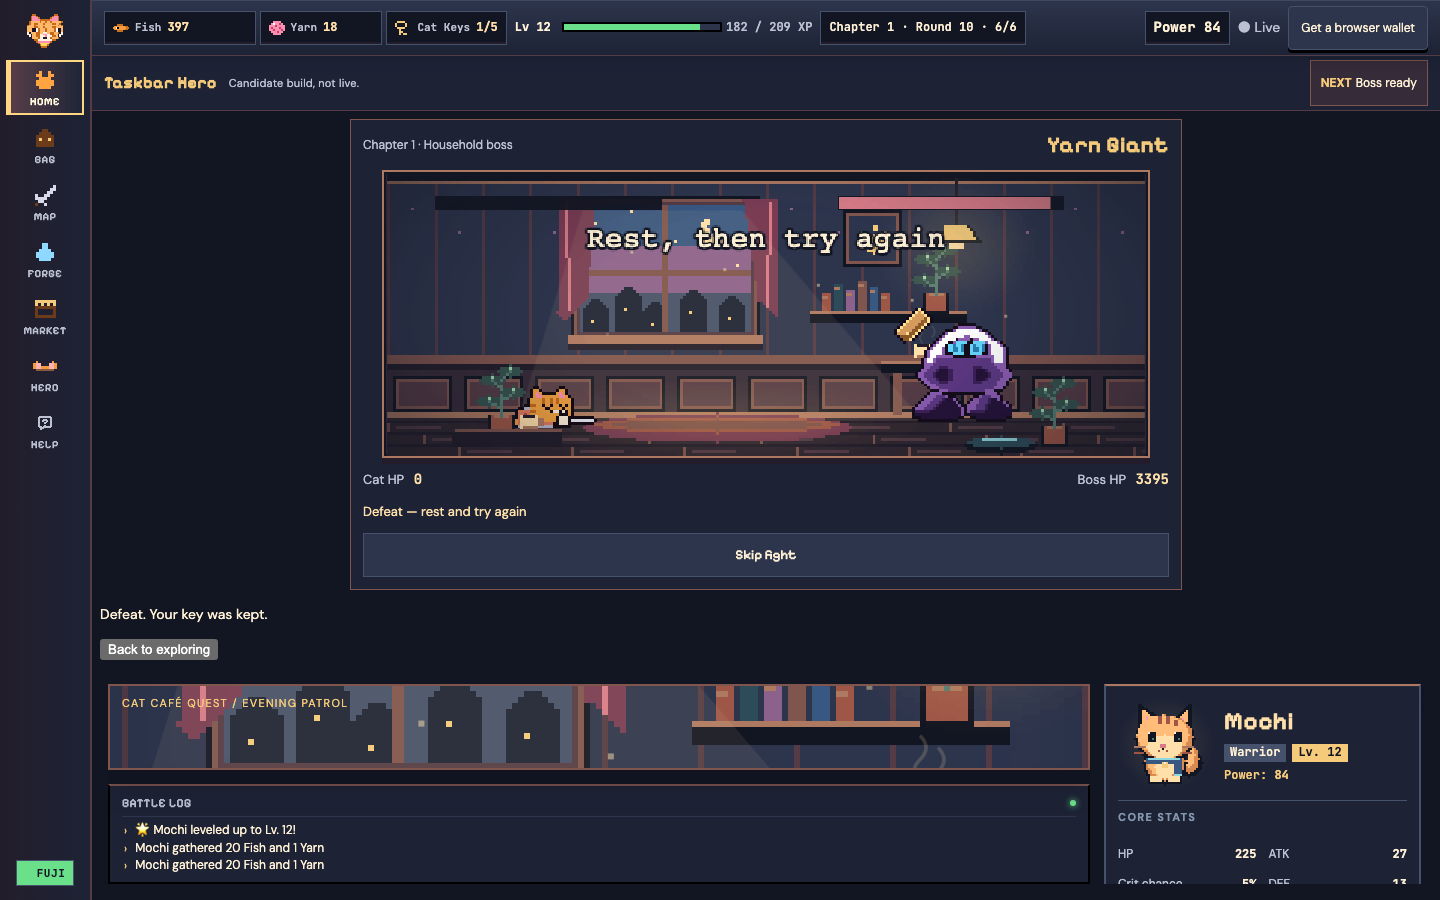 Fish 397
Yarn 18
Cat Keys 1/5
Lv 12
182 / 209 XP
Chapter 1 · Round 10 · 6/6
Power 84
Live
Get a browser wallet
HOME
BAG
MAP
FORGE
MARKET
HERO
HELP
FUJI
Taskbar Hero
Candidate build, not live.
NEXT Boss ready
Chapter 1 · Household boss
Yarn Giant
Rest, then try again
Cat HP 0
Boss HP 3395
Defeat — rest and try again
Skip fight
Defeat. Your key was kept.
Back to exploring
CAT CAFÉ QUEST / EVENING PATROL
BATTLE LOG
› 🌟 Mochi leveled up to Lv. 12!
› Mochi gathered 20 Fish and 1 Yarn
› Mochi gathered 20 Fish and 1 Yarn
Mochi
Warrior
Lv. 12
Power: 84
CORE STATS
HP 225 ATK 27
Crit chance 5% DEF 13